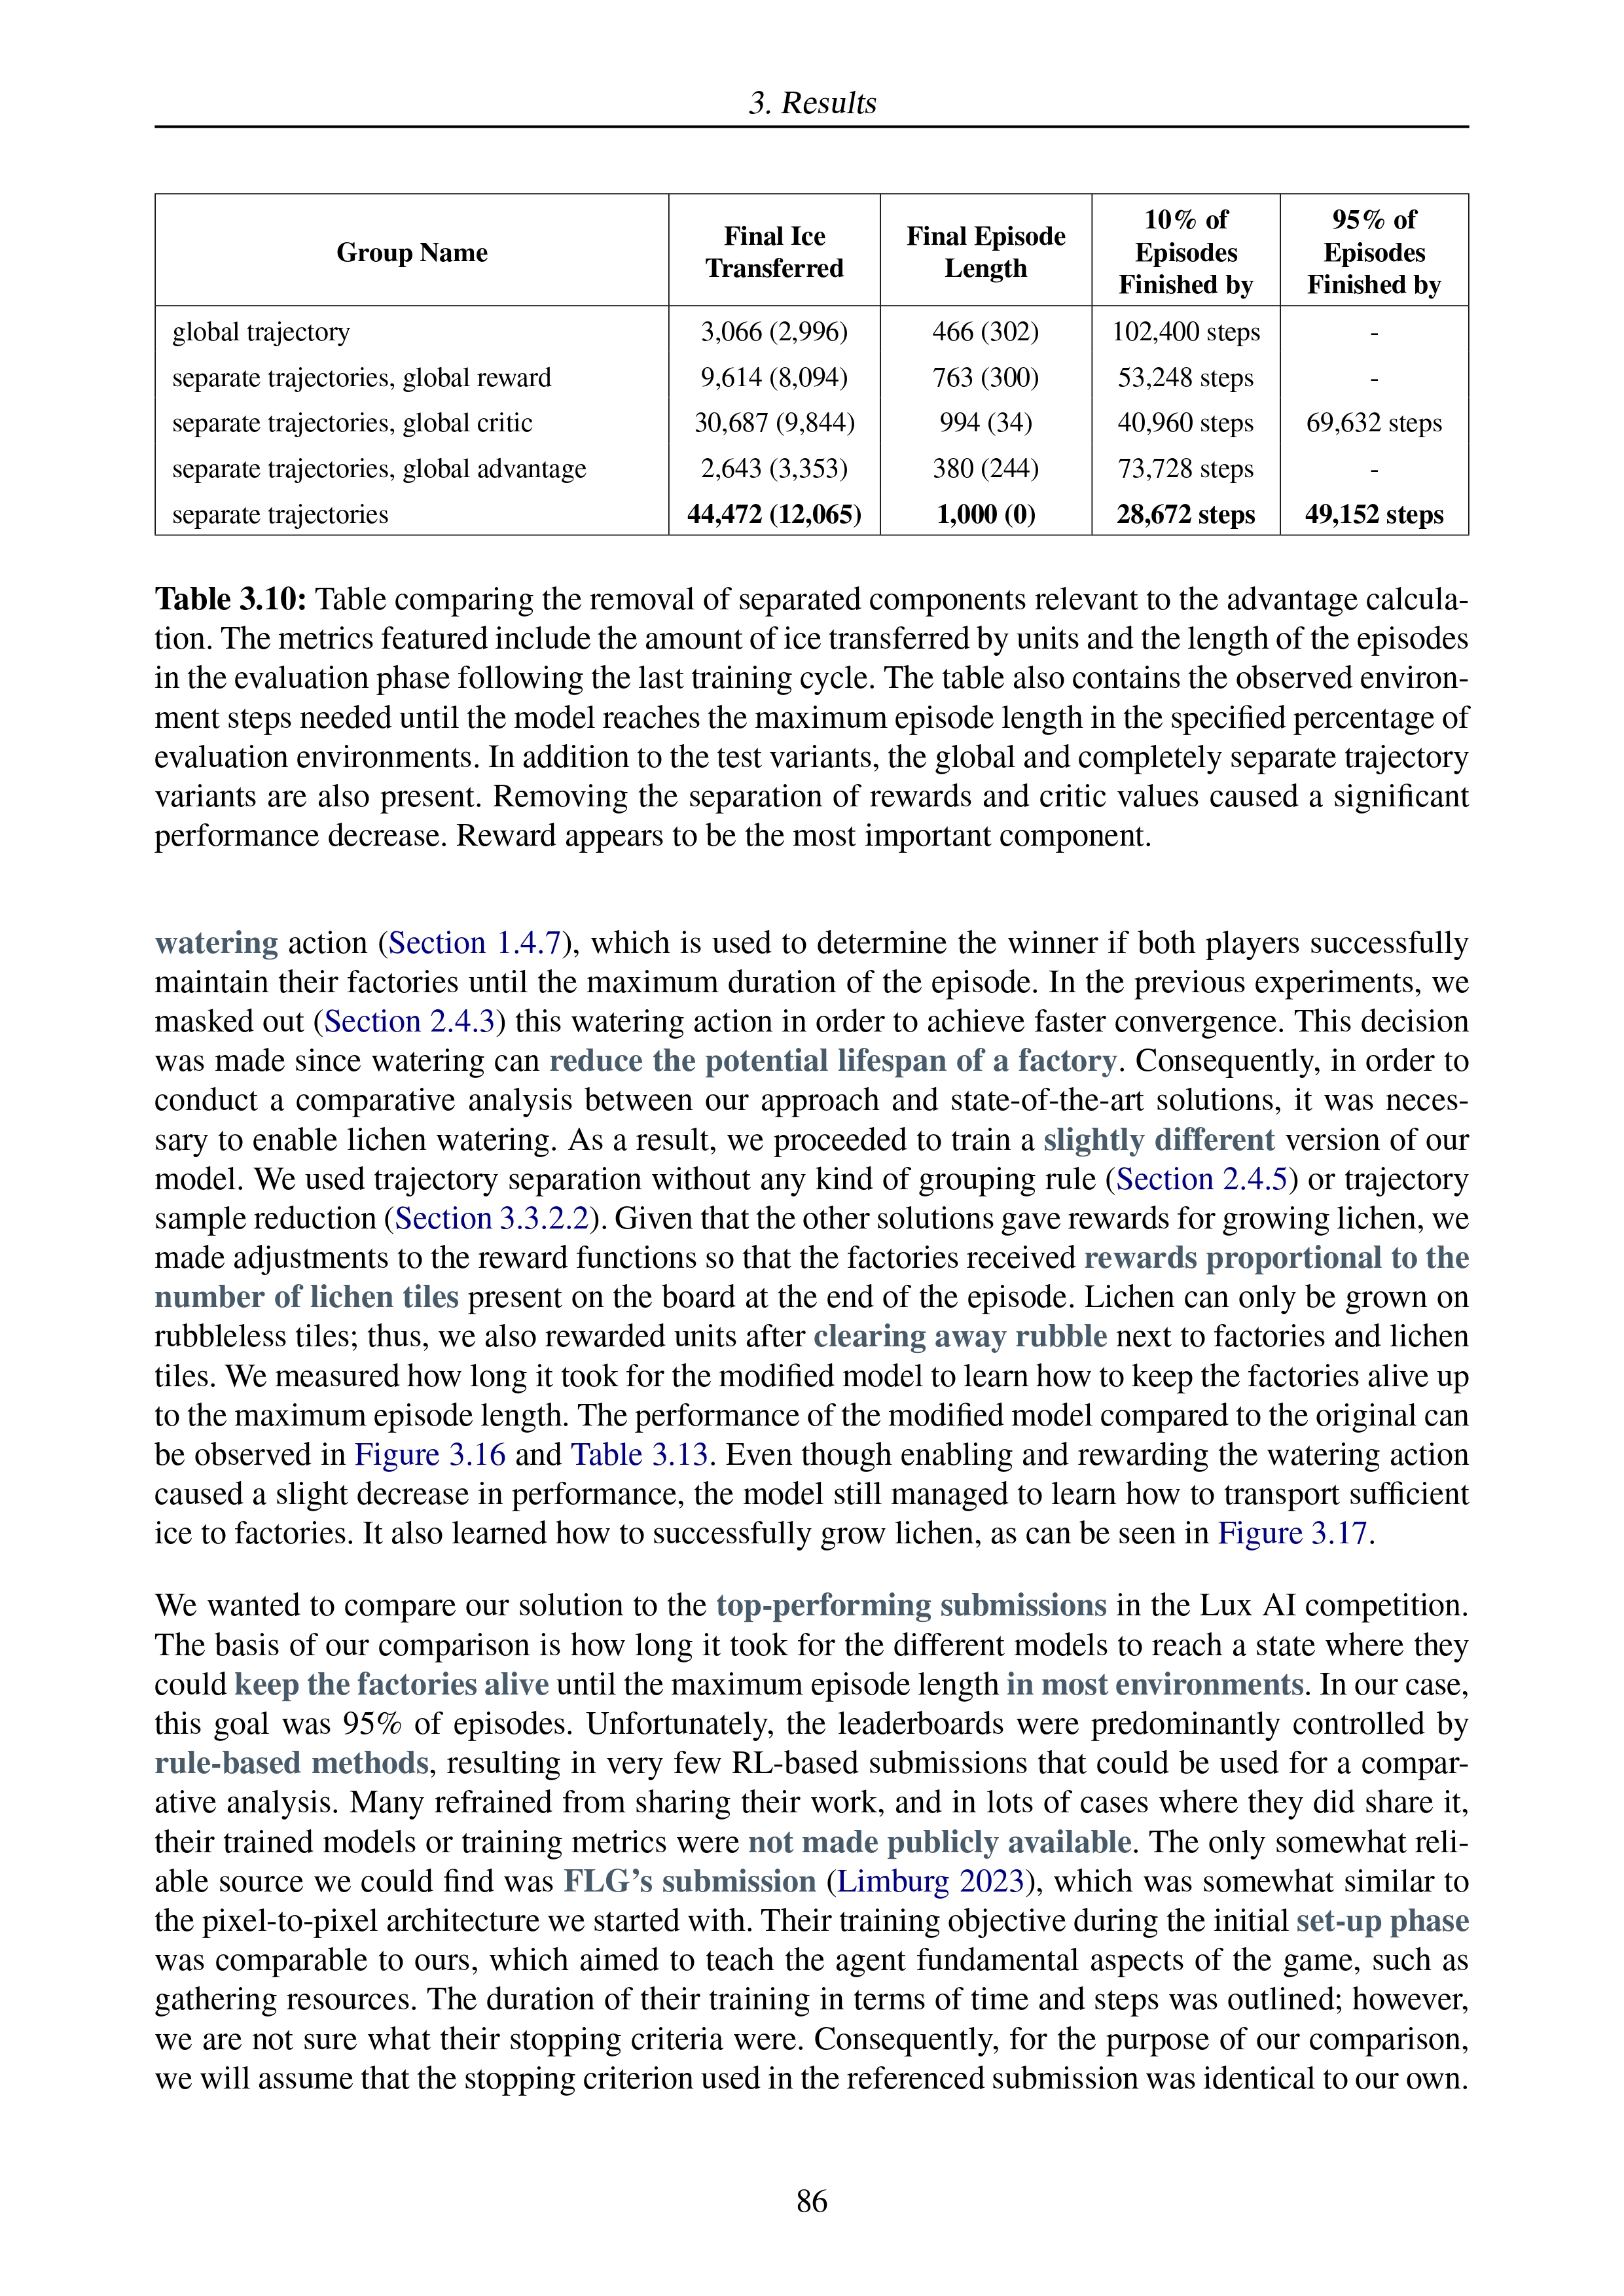 3. Results
Group Name
Final Ice
Transferred
Final Episode
Length
10% of
Episodes
Finished by
95% of
Episodes
Finished by
global trajectory 3,066 (2,996) 466 (302) 102,400 steps -
separate trajectories, global reward 9,614 (8,094) 763 (300) 53,248 steps -
separate trajectories, global critic 30,687 (9,844) 994 (34) 40,960 steps 69,632 steps
separate trajectories, global advantage 2,643 (3,353) 380 (244) 73,728 steps -
separate trajectories 44,472 (12,065) 1,000 (0) 28,672 steps 49,152 steps
Table 3.10: Table comparing the removal of separated components relevant to the advantage calcula-
tion. The metrics featured include the amount of ice transferred by units and the length of the episodes
in the evaluation phase following the last training cycle. The table also contains the observed environ-
ment steps needed until the model reaches the maximum episode length in the specified percentage of
evaluation environments. In addition to the test variants, the global and completely separate trajectory
variants are also present. Removing the separation of rewards and critic values caused a significant
performance decrease. Reward appears to be the most important component.
watering action (Section 1.4.7), which is used to determine the winner if both players successfully
maintain their factories until the maximum duration of the episode. In the previous experiments, we
masked out (Section 2.4.3) this watering action in order to achieve faster convergence. This decision
was made since watering can reduce the potential lifespan of a factory. Consequently, in order to
conduct a comparative analysis between our approach and state-of-the-art solutions, it was neces-
sary to enable lichen watering. As a result, we proceeded to train a slightly different version of our
model. We used trajectory separation without any kind of grouping rule (Section 2.4.5) or trajectory
sample reduction (Section 3.3.2.2). Given that the other solutions gave rewards for growing lichen, we
made adjustments to the reward functions so that the factories received rewards proportional to the
number of lichen tiles present on the board at the end of the episode. Lichen can only be grown on
rubbleless tiles; thus, we also rewarded units after clearing away rubble next to factories and lichen
tiles. We measured how long it took for the modified model to learn how to keep the factories alive up
to the maximum episode length. The performance of the modified model compared to the original can
be observed in Figure 3.16 and Table 3.13. Even though enabling and rewarding the watering action
caused a slight decrease in performance, the model still managed to learn how to transport sufficient
ice to factories. It also learned how to successfully grow lichen, as can be seen in Figure 3.17.
We wanted to compare our solution to the top-performing submissions in the Lux AI competition.
The basis of our comparison is how long it took for the different models to reach a state where they
could keep the factories alive until the maximum episode length in most environments. In our case,
this goal was 95% of episodes. Unfortunately, the leaderboards were predominantly controlled by
rule-based methods, resulting in very few RL-based submissions that could be used for a compar-
ative analysis. Many refrained from sharing their work, and in lots of cases where they did share it,
their trained models or training metrics were not made publicly available. The only somewhat reli-
able source we could find was FLG's submission (Limburg 2023), which was somewhat similar to
the pixel-to-pixel architecture we started with. Their training objective during the initial set-up phase
was comparable to ours, which aimed to teach the agent fundamental aspects of the game, such as
gathering resources. The duration of their training in terms of time and steps was outlined; however,
we are not sure what their stopping criteria were. Consequently, for the purpose of our comparison,
we will assume that the stopping criterion used in the referenced submission was identical to our own.
86